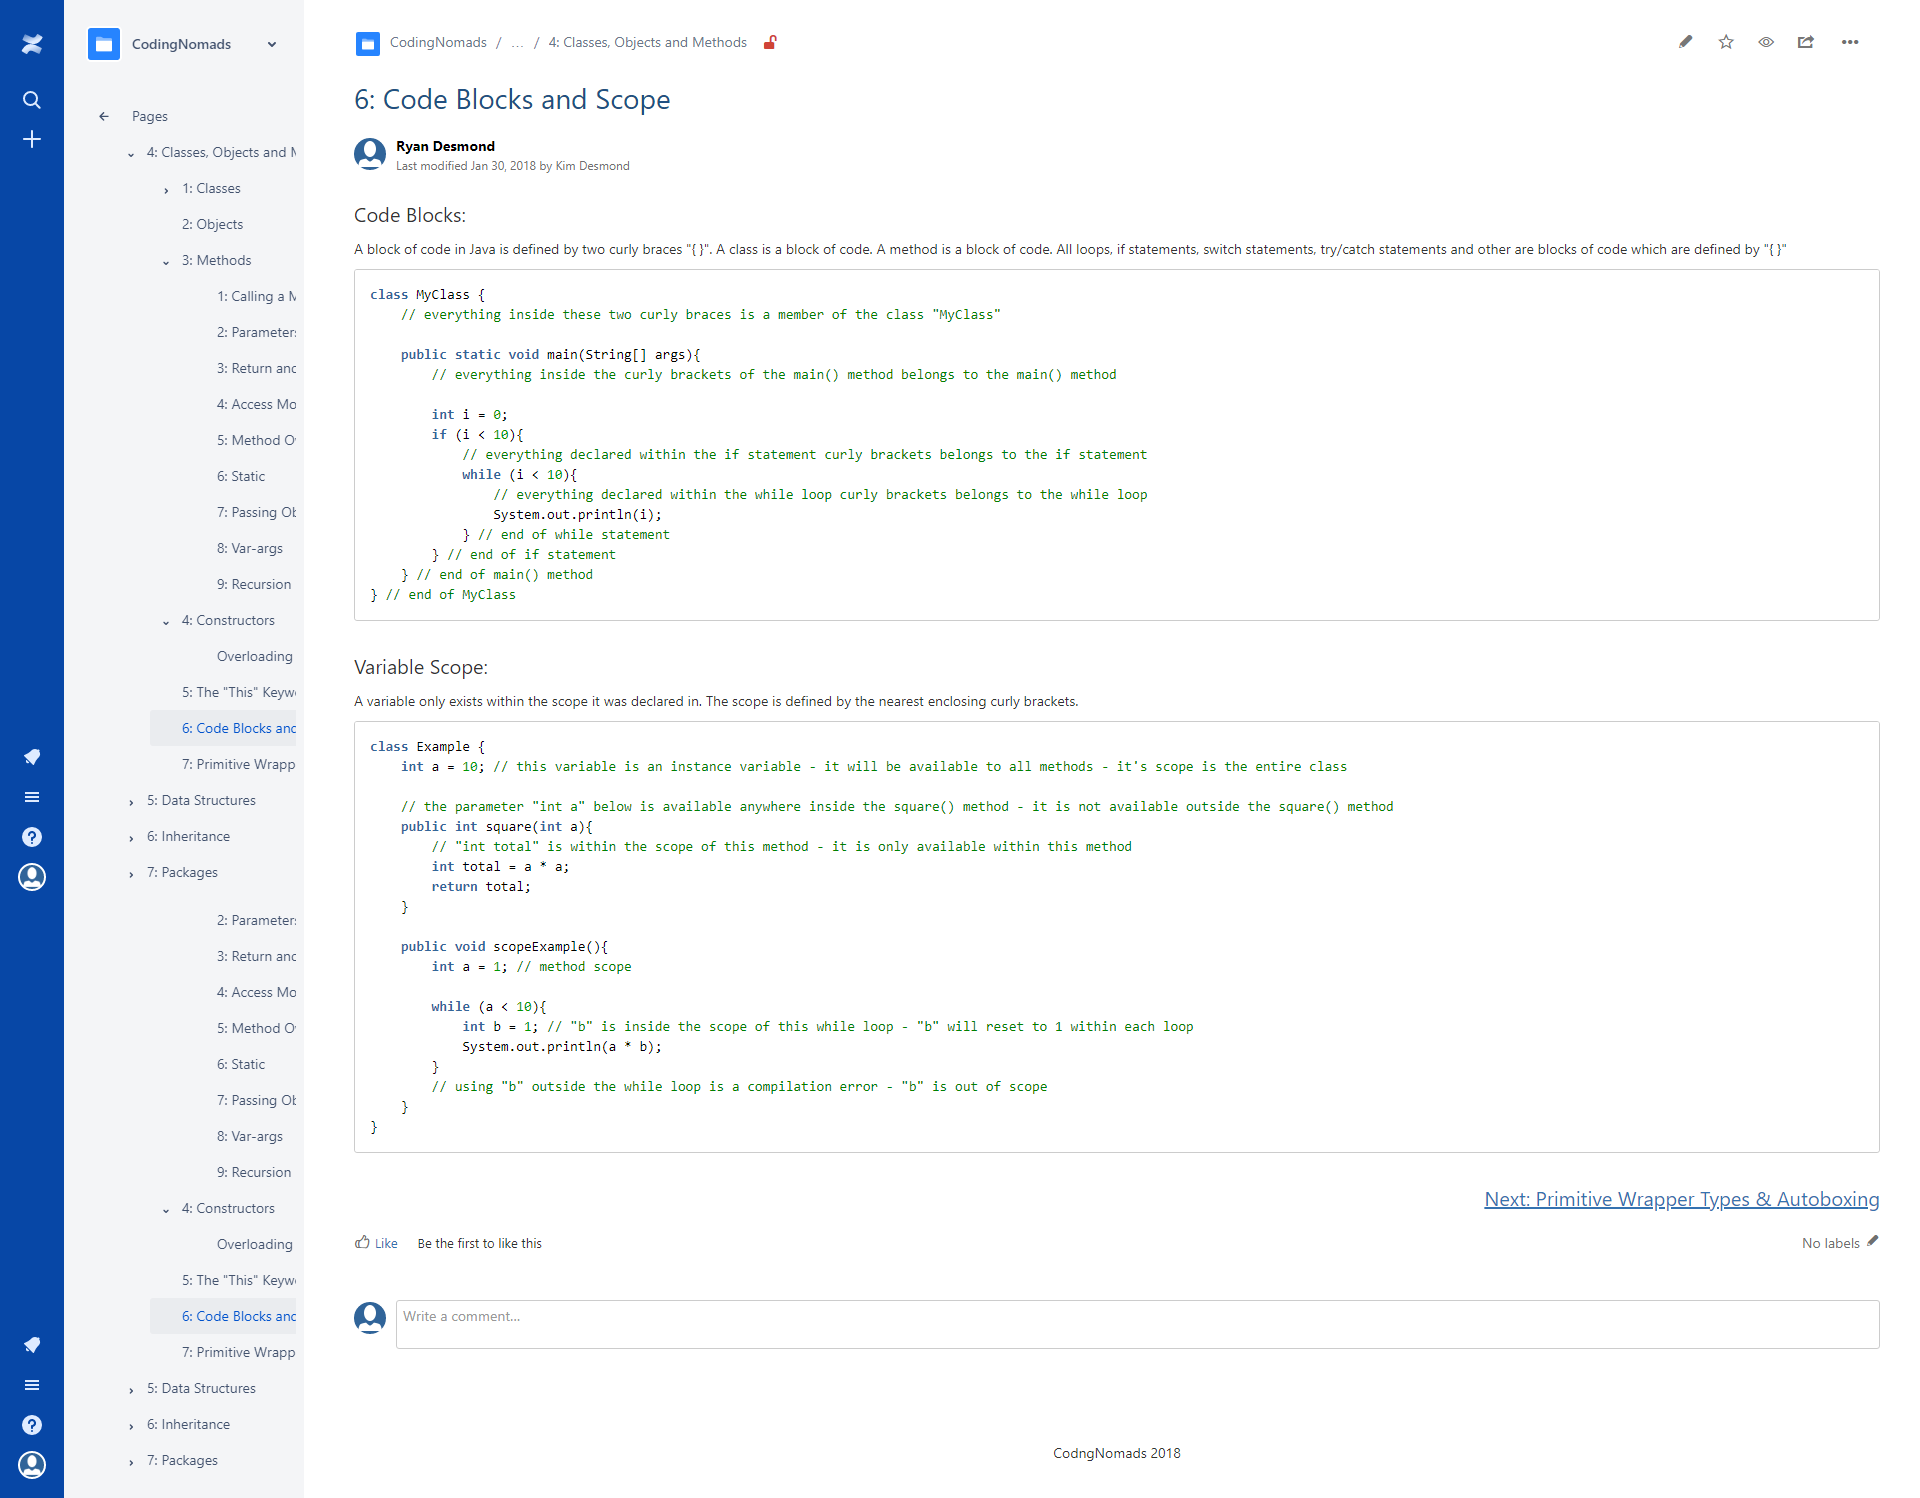 CodingNomads
Pages
4: Classes, Objects and
1: Classes
2: Objects
3: Methods
1: Calling a
2: Parameters
3: Return and
4: Access Mo
5: Method O
6: Static
7: Passing Ob
8: Var-args
9: Recursion
4: Constructors
Overloading
5: The "This" Keyw
6: Code Blocks and
7: Primitive Wrapp
5: Data Structures
6: Inheritance
7: Packages
2: Parameters
3: Return and
4: Access Mo
5: Method O
6: Static
7: Passing Ob
8: Var-args
9: Recursion
4: Constructors
Overloading
5: The "This" Keyw
6: Code Blocks and
7: Primitive Wrapp
5: Data Structures
6: Inheritance
7: Packages
CodingNomads / ... / 4: Classes, Objects and Methods
6: Code Blocks and Scope
Ryan Desmond
Last modified Jan 30, 2018 by Kim Desmond
Code Blocks:
A block of code in Java is defined by two curly braces "{ }". A class is a block of code. A method is a block of code. All loops, if statements, switch statements, try/catch statements and other are blocks of code which are defined by "{ }"
class MyClass {
// everything inside these two curly braces is a member of the class "MyClass"
public static void main(String[] args){
// everything inside the curly brackets of the main() method belongs to the main() method
int i = 0;
if (i < 10){
// everything declared within the if statement curly brackets belongs to the if statement
while (i < 10){
// everything declared within the while loop curly brackets belongs to the while loop
System.out.println(i);
} // end of while statement
} // end of if statement
} // end of main() method
} // end of MyClass
Variable Scope:
A variable only exists within the scope it was declared in. The scope is defined by the nearest enclosing curly brackets.
class Example {
int a = 10; // this variable is an instance variable - it will be available to all methods - it's scope is the entire class
// the parameter "int a" below is available anywhere inside the square() method - it is not available outside the square() method
public int square(int a){
// "int total" is within the scope of this method - it is only available within this method
int total = a * a;
return total;
}
public void scopeExample(){
int a = 1; // method scope
while (a < 10){
int b = 1; // "b" is inside the scope of this while loop - "b" will reset to 1 within each loop
System.out.println(a * b);
}
// using "b" outside the while loop is a compilation error - "b" is out of scope
}
}
Next: Primitive Wrapper Types & Autoboxing
Like Be the first to like this
No labels
Write a comment...
CodngNomads 2018